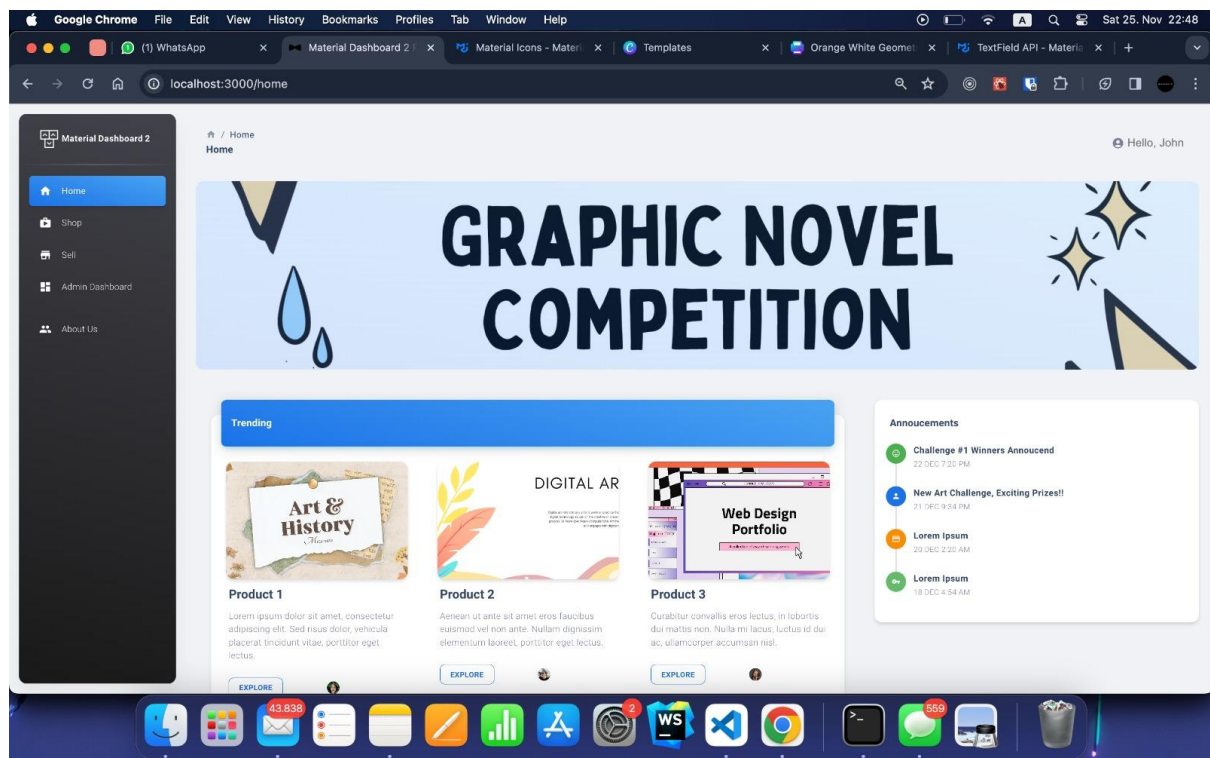 Google Chrome File Edit View History Bookmarks Profiles Tab Window Help
A
Sat 25. Nov 22:48
(1) WhatsApp
Material Dashboard 2
Material Icons - Materi
Templates
Orange White Geomet
TextField API - Materia
localhost:3000/home
Material Dashboard 2
/ Home
Home
Hello, John
Home
Shop
Sell
Admin Dashboard
About Us
GRAPHIC NOVEL
COMPETITION
Trending
Art &
History
Museum
DIGITAL AR
Web Design
Portfolio
Product 1
Lorem ipsum dolor sit amet, consectetur
adipiscing elit. Sed risus dolor, vehicula
placerat tincidunt vitae, porttitor eget
lectus.
EXPLORE
Product 2
Aenean ut ante sit amet eros faucibus
euismod vel non ante. Nullam dignissim
elementum laoreet, porttitor eget lectus.
EXPLORE
Product 3
Curabitur convallis eros lectus, in lobortis
dui mattis non. Nulla mi lacus, luctus id dui
ac, ullamcorper accumsan nisl.
EXPLORE
Annoucements
Challenge #1 Winners Annoucend
22 DEC 7:20 PM
New Art Challenge, Exciting Prizes!!
21 DEC 9:34 PM
Lorem Ipsum
20 DEC 2:20 AM
Lorem Ipsum
18 DEC 4:54 AM
43.838
2
WS
559